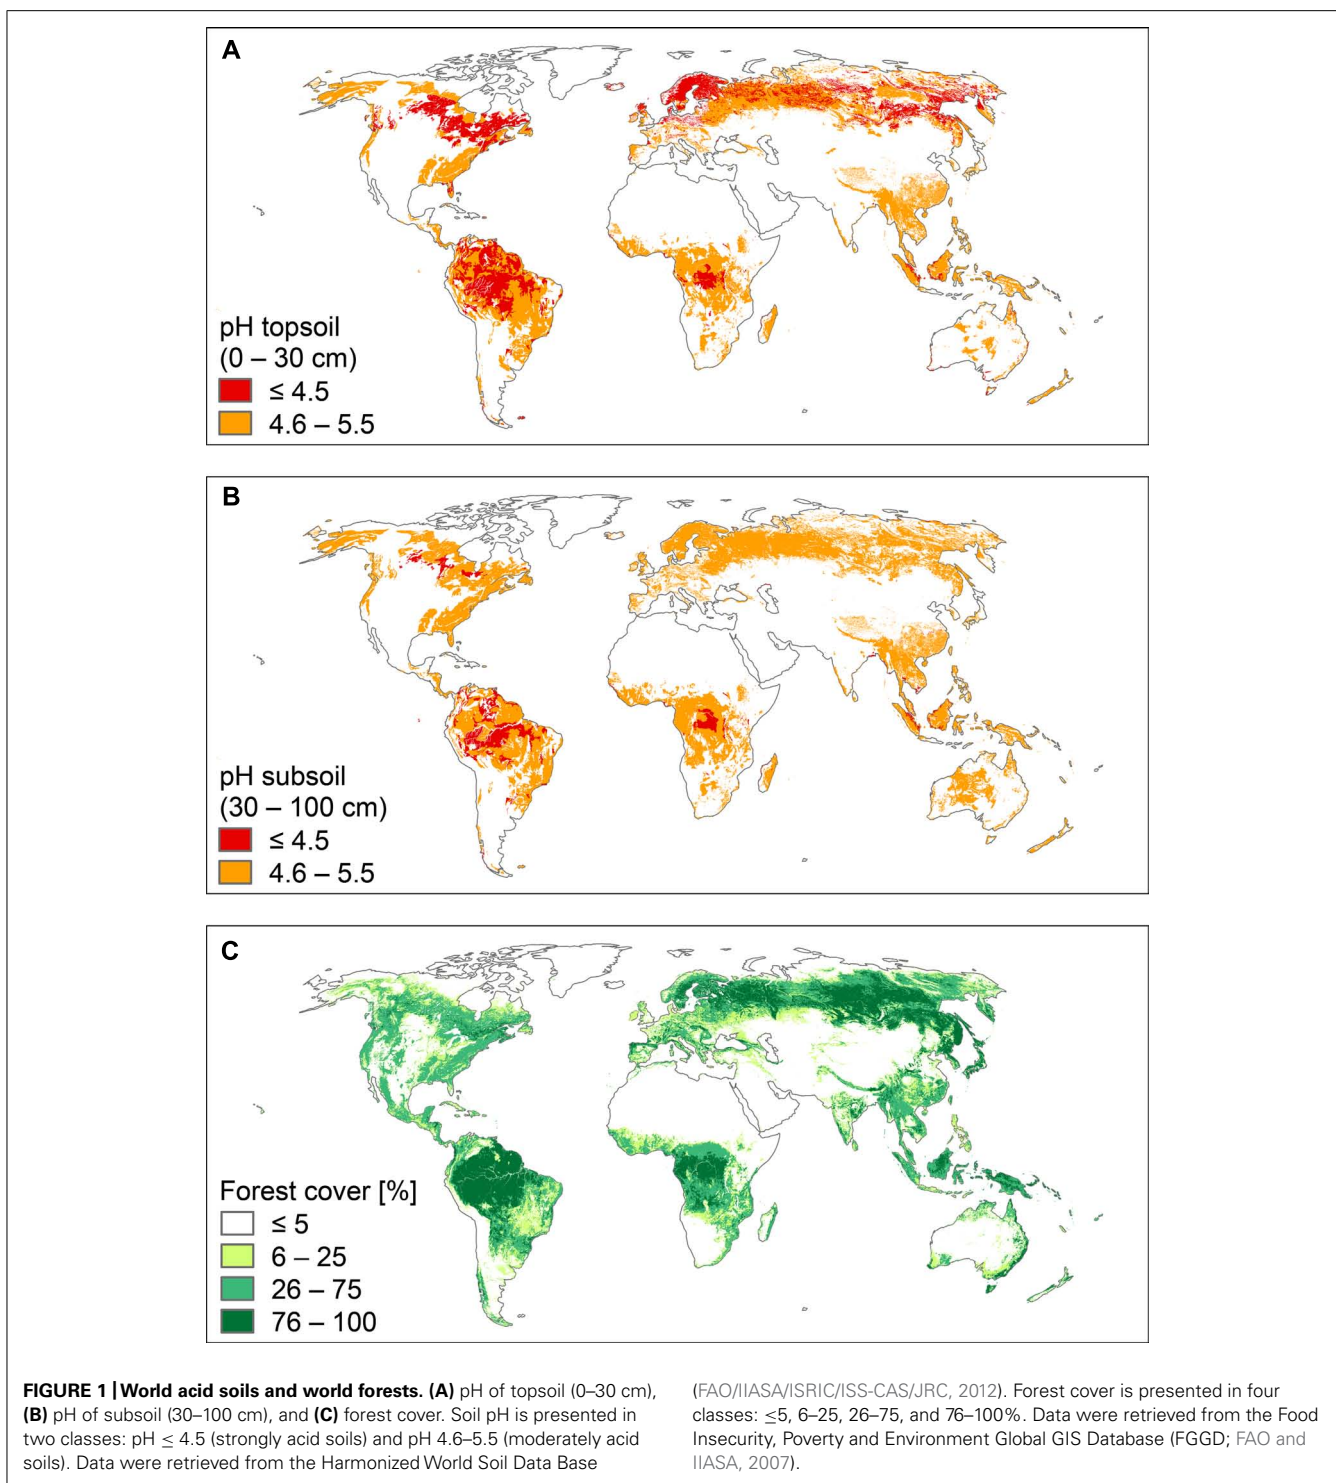 A
pH topsoil
(0 – 30 cm)
≤ 4.5
4.6 – 5.5
B
pH subsoil
(30 – 100 cm)
≤ 4.5
4.6 – 5.5
C
Forest cover [%]
≤ 5
6 – 25
26 – 75
76 – 100
FIGURE 1 | World acid soils and world forests. (A) pH of topsoil (0–30 cm),
(B) pH of subsoil (30–100 cm), and (C) forest cover. Soil pH is presented in
two classes: pH ≤ 4.5 (strongly acid soils) and pH 4.6–5.5 (moderately acid
soils). Data were retrieved from the Harmonized World Soil Data Base
(FAO/IIASA/ISRIC/ISS-CAS/JRC, 2012). Forest cover is presented in four
classes: ≤5, 6–25, 26–75, and 76–100%. Data were retrieved from the Food
Insecurity, Poverty and Environment Global GIS Database (FGGD; FAO and
IIASA, 2007).